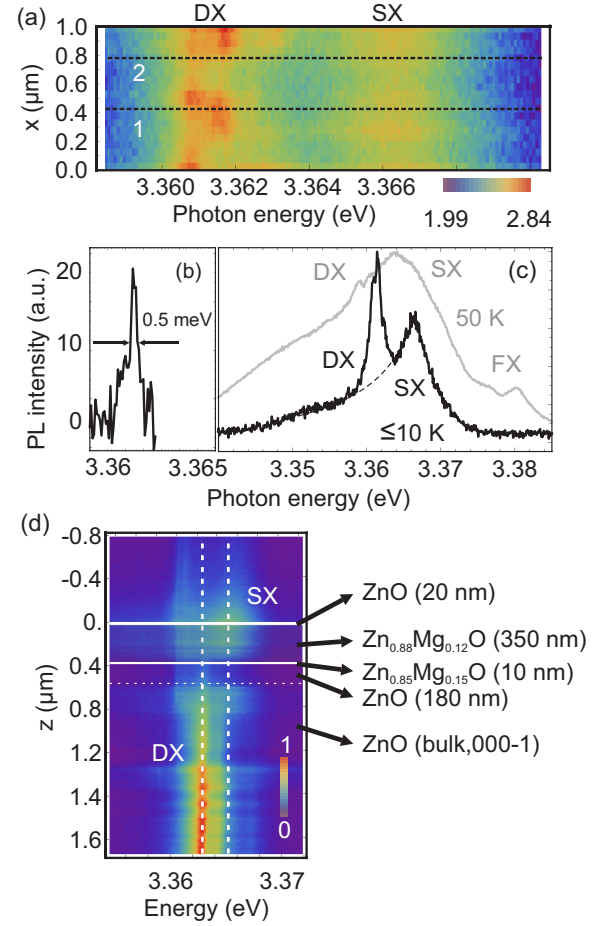 (a) DX SX
1.0
0.8
0.6
0.4
0.2
0.0
x (μm)
2
1
3.360 3.362 3.364 3.366
Photon energy (eV)
1.99 2.84
(b) (c)
20
10
0
PL intensity (a.u.)
0.5 meV
DX SX
50 K
FX
DX
SX
≤10 K
3.36 3.365 3.35 3.36 3.37 3.38
Photon energy (eV)
(d)
-0.8
-0.4
0.
0.4
0.8
1.2
1.6
z (μm)
SX
DX
1
0
ZnO (20 nm)
Zn0.88Mg0.12O (350 nm)
Zn0.85Mg0.15O (10 nm)
ZnO (180 nm)
ZnO (bulk,000-1)
3.36 3.37
Energy (eV)